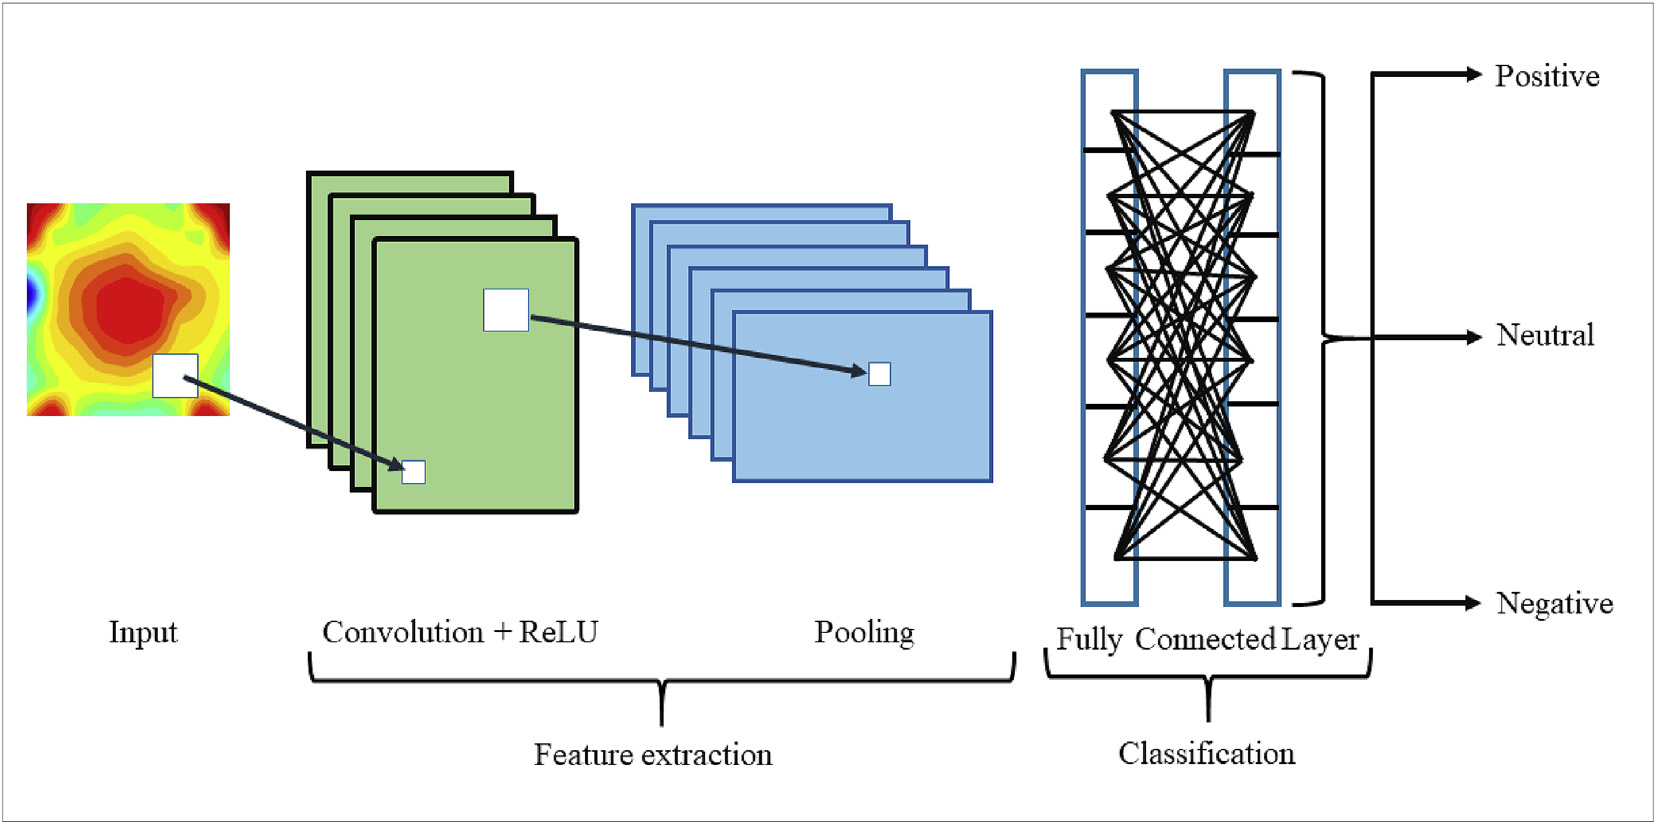 Positive
Neutral
Negative
Input
Convolution + ReLU
Pooling
Fully Connected Layer
Feature extraction
Classification